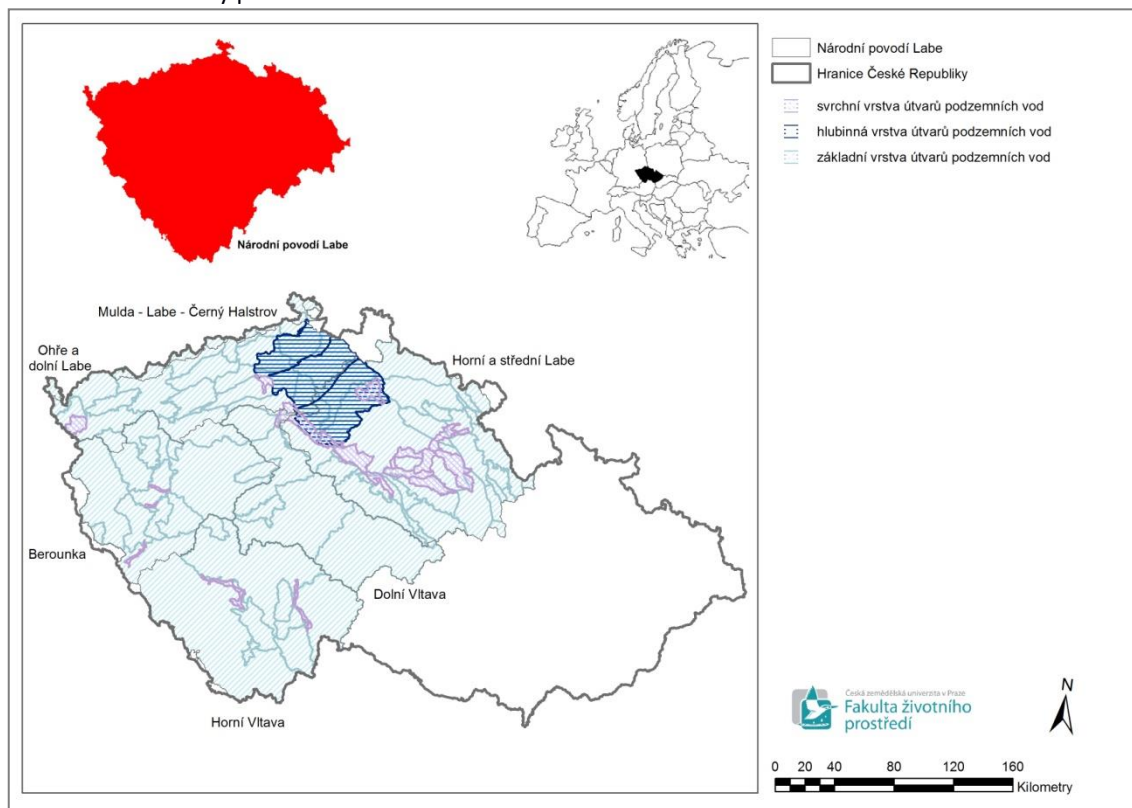 Národní povodí Labe
Národní povodí Labe
Hranice České Republiky
svrchní vrstva útvarů podzemních vod
hlubinná vrstva útvarů podzemních vod
základní vrstva útvarů podzemních vod
Mulda - Labe - Černý Halstrov
Ohře a
dolní Labe
Horní a střední Labe
Berounka
Dolní Vltava
Horní Vltava
Česká zemědělská univerzita v Praze
Fakulta životního
prostředí
N
0 20 40 80 120 160
Kilometry